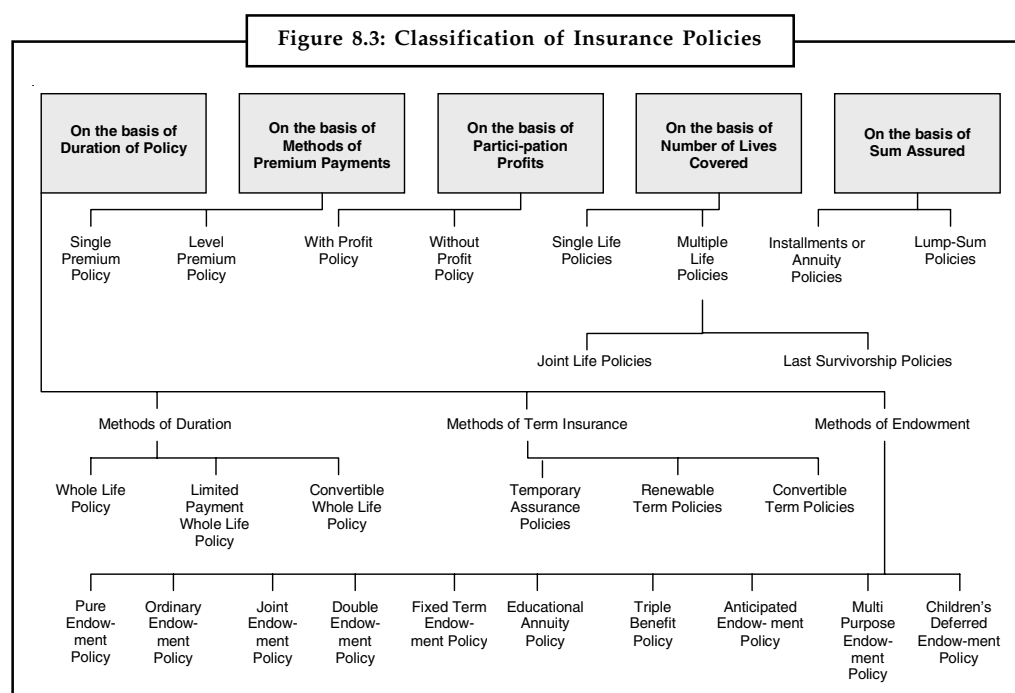 Figure 8.3: Classification of Insurance Policies
On the basis of
Duration of Policy
On the basis of
Methods of
Premium Payments
On the basis of
Partici-pation
Profits
On the basis of
Number of Lives
Covered
On the basis of
Sum Assured
Single
Premium
Policy
Level
Premium
Policy
With Profit
Policy
Without
Profit
Policy
Single Life
Policies
Multiple
Life
Policies
Installments or
Annuity
Policies
Lump-Sum
Policies
Joint Life Policies
Last Survivorship Policies
Methods of Duration
Methods of Term Insurance
Methods of Endowment
Whole Life
Policy
Limited
Payment
Whole Life
Policy
Convertible
Whole Life
Policy
Temporary
Assurance
Policies
Renewable
Term Policies
Convertible
Term Policies
Pure
Endow-
ment
Policy
Ordinary
Endow-
ment
Policy
Joint
Endow-
ment
Policy
Double
Endow-
ment
Policy
Fixed Term
Endow-
ment Policy
Educational
Annuity
Policy
Triple
Benefit
Policy
Anticipated
Endow- ment
Policy
Multi
Purpose
Endow-
ment
Policy
Children's
Deferred
Endow-ment
Policy